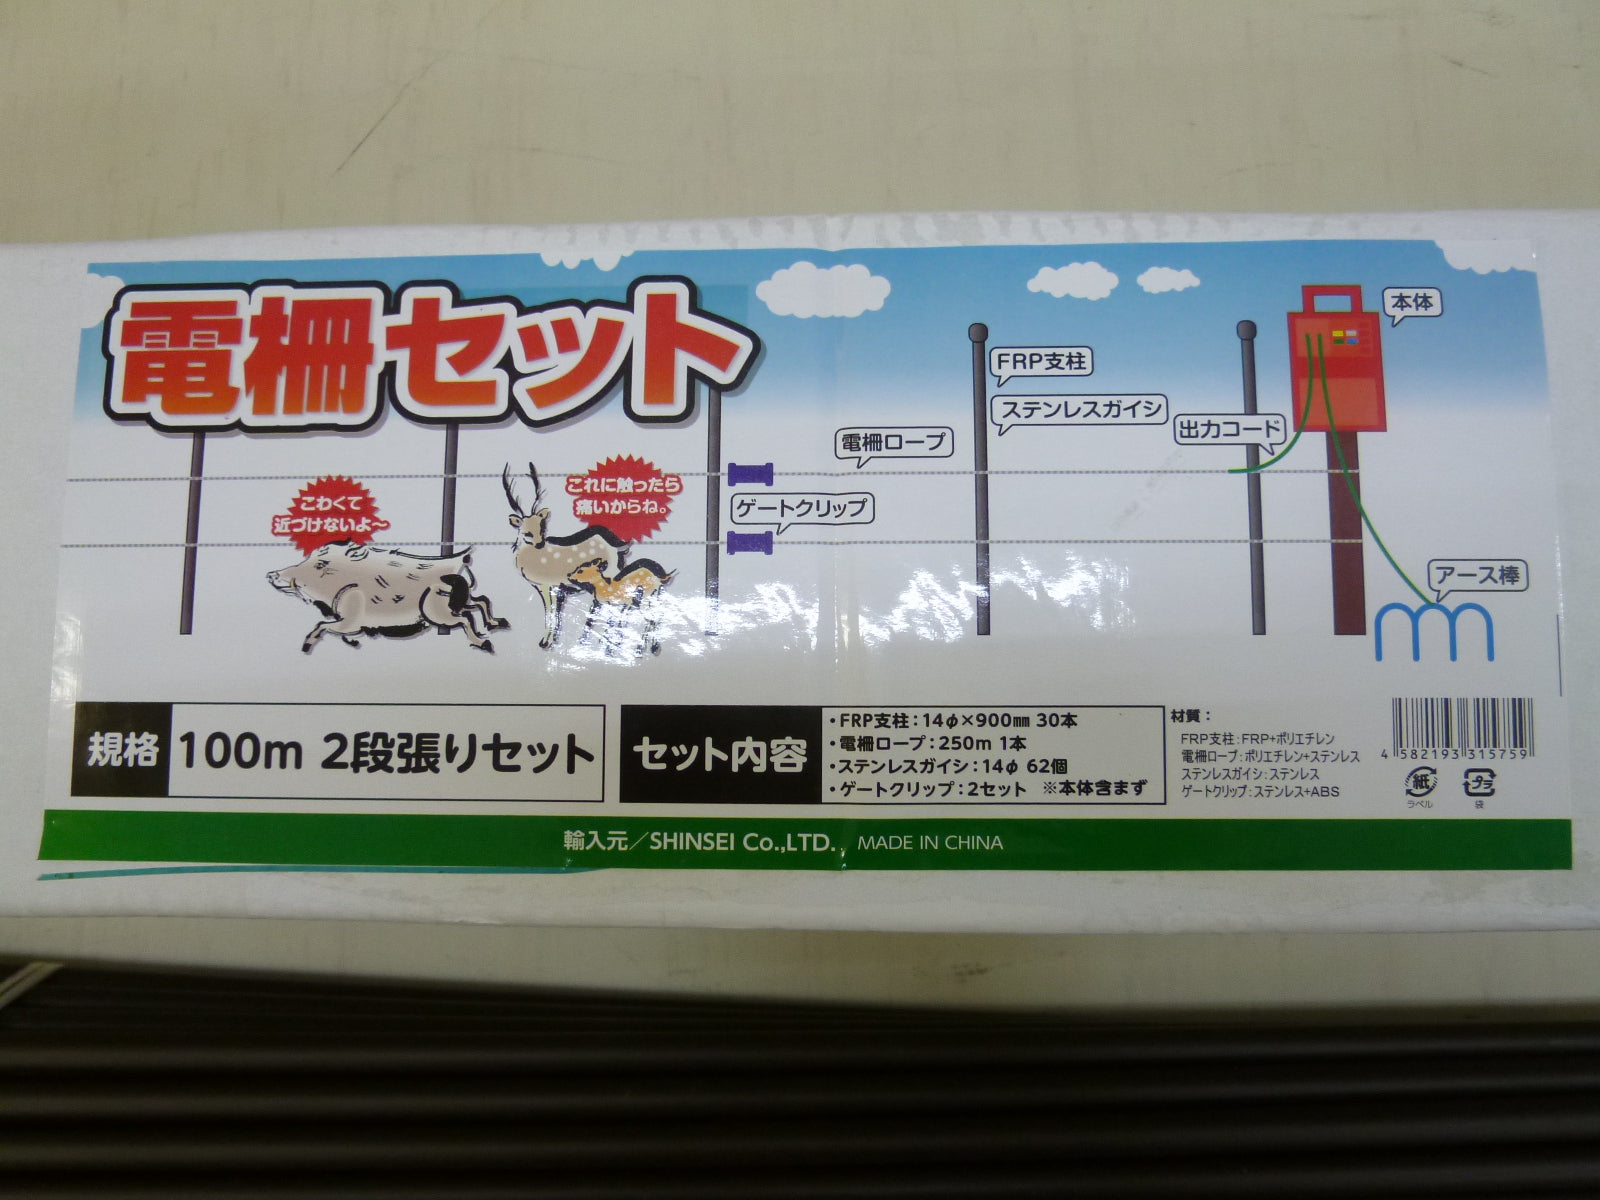 電柵セット
本体
FRP支柱
ステンレスガイシ
出力コード
電柵ロープ
これに触ったら
痛いからね。
こわくて
近づけないよ〜
ゲートクリップ
アース棒
規格 100m 2段張りセット
セット内容
・FRP支柱:14φ×900㎜ 30本
・電柵ロープ:250m 1本
・ステンレスガイシ:14φ 62個
・ゲートクリップ:2セット ※本体含まず
材質:
FRP支柱:FRP+ポリエチレン
電柵ロープ:ポリエチレン+ステンレス
ステンレスガイシ:ステンレス
ゲートクリップ:ステンレス+ABS
4 582193 315759
紙
ラベル
プラ
袋
輸入元/SHINSEI Co.,LTD. MADE IN CHINA